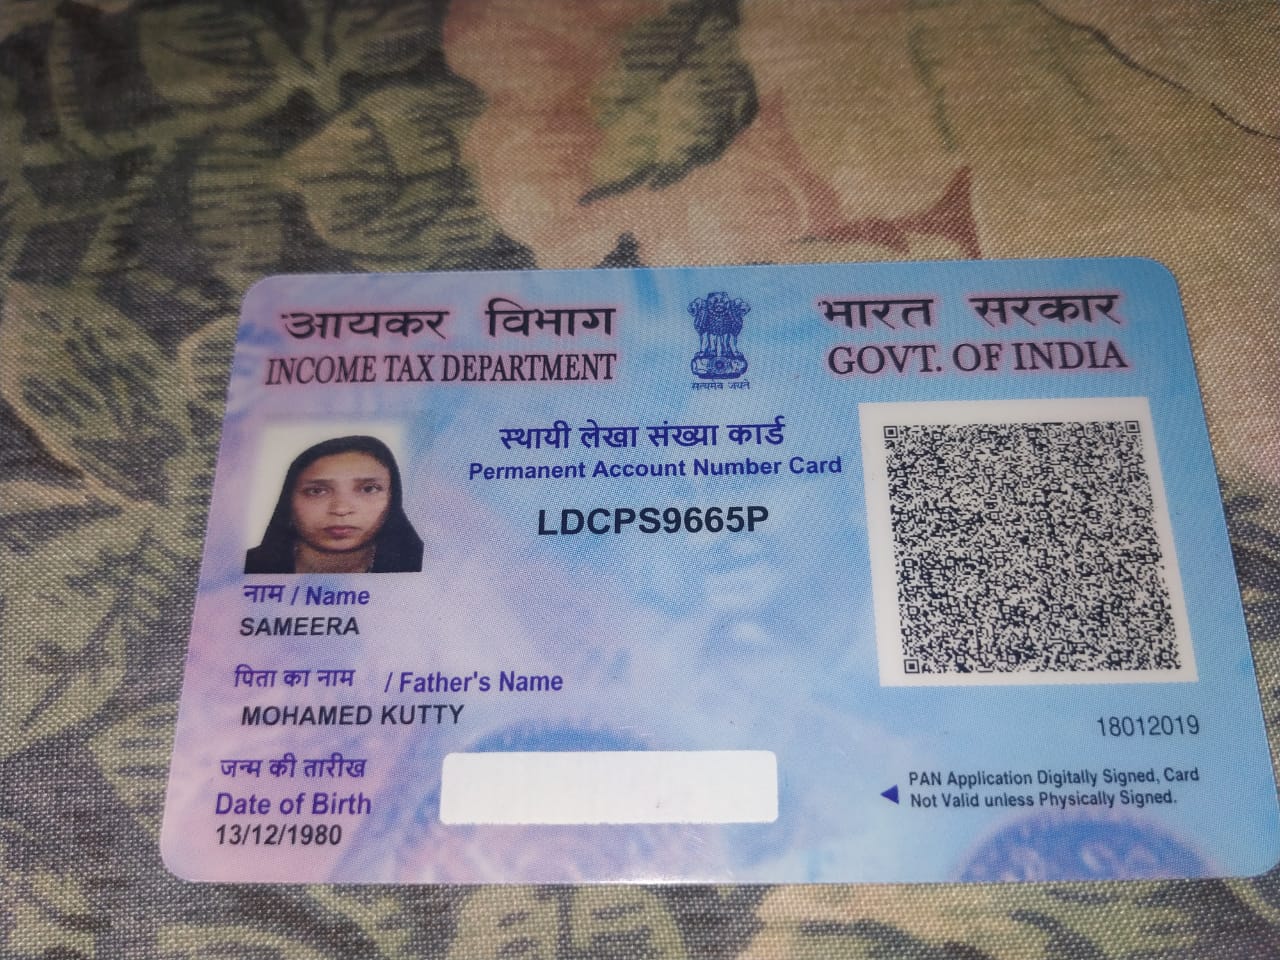 आयकर विभाग
INCOME TAX DEPARTMENT
सत्यमेव जयते
भारत सरकार
GOVT. OF INDIA
स्थायी लेखा संख्या कार्ड
Permanent Account Number Card
LDCPS9665P
नाम / Name
SAMEERA
पिता का नाम / Father's Name
MOHAMED KUTTY
जन्म की तारीख
Date of Birth
13/12/1980
18012019
PAN Application Digitally Signed, Card
Not Valid unless Physically Signed.